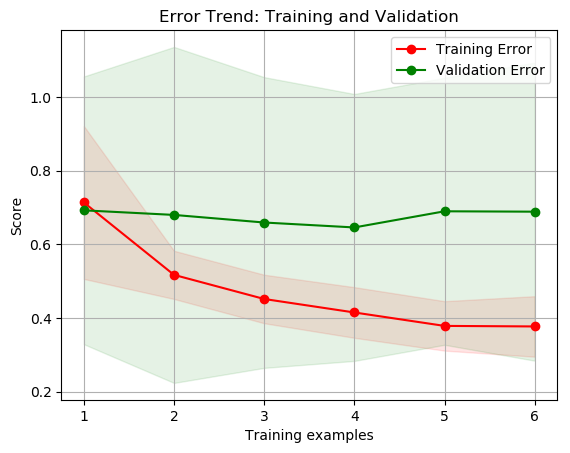 Error Trend: Training and Validation
Training Error
Validation Error
Score
1.0
0.8
0.6
0.4
0.2
1 2 3 4 5 6
Training examples